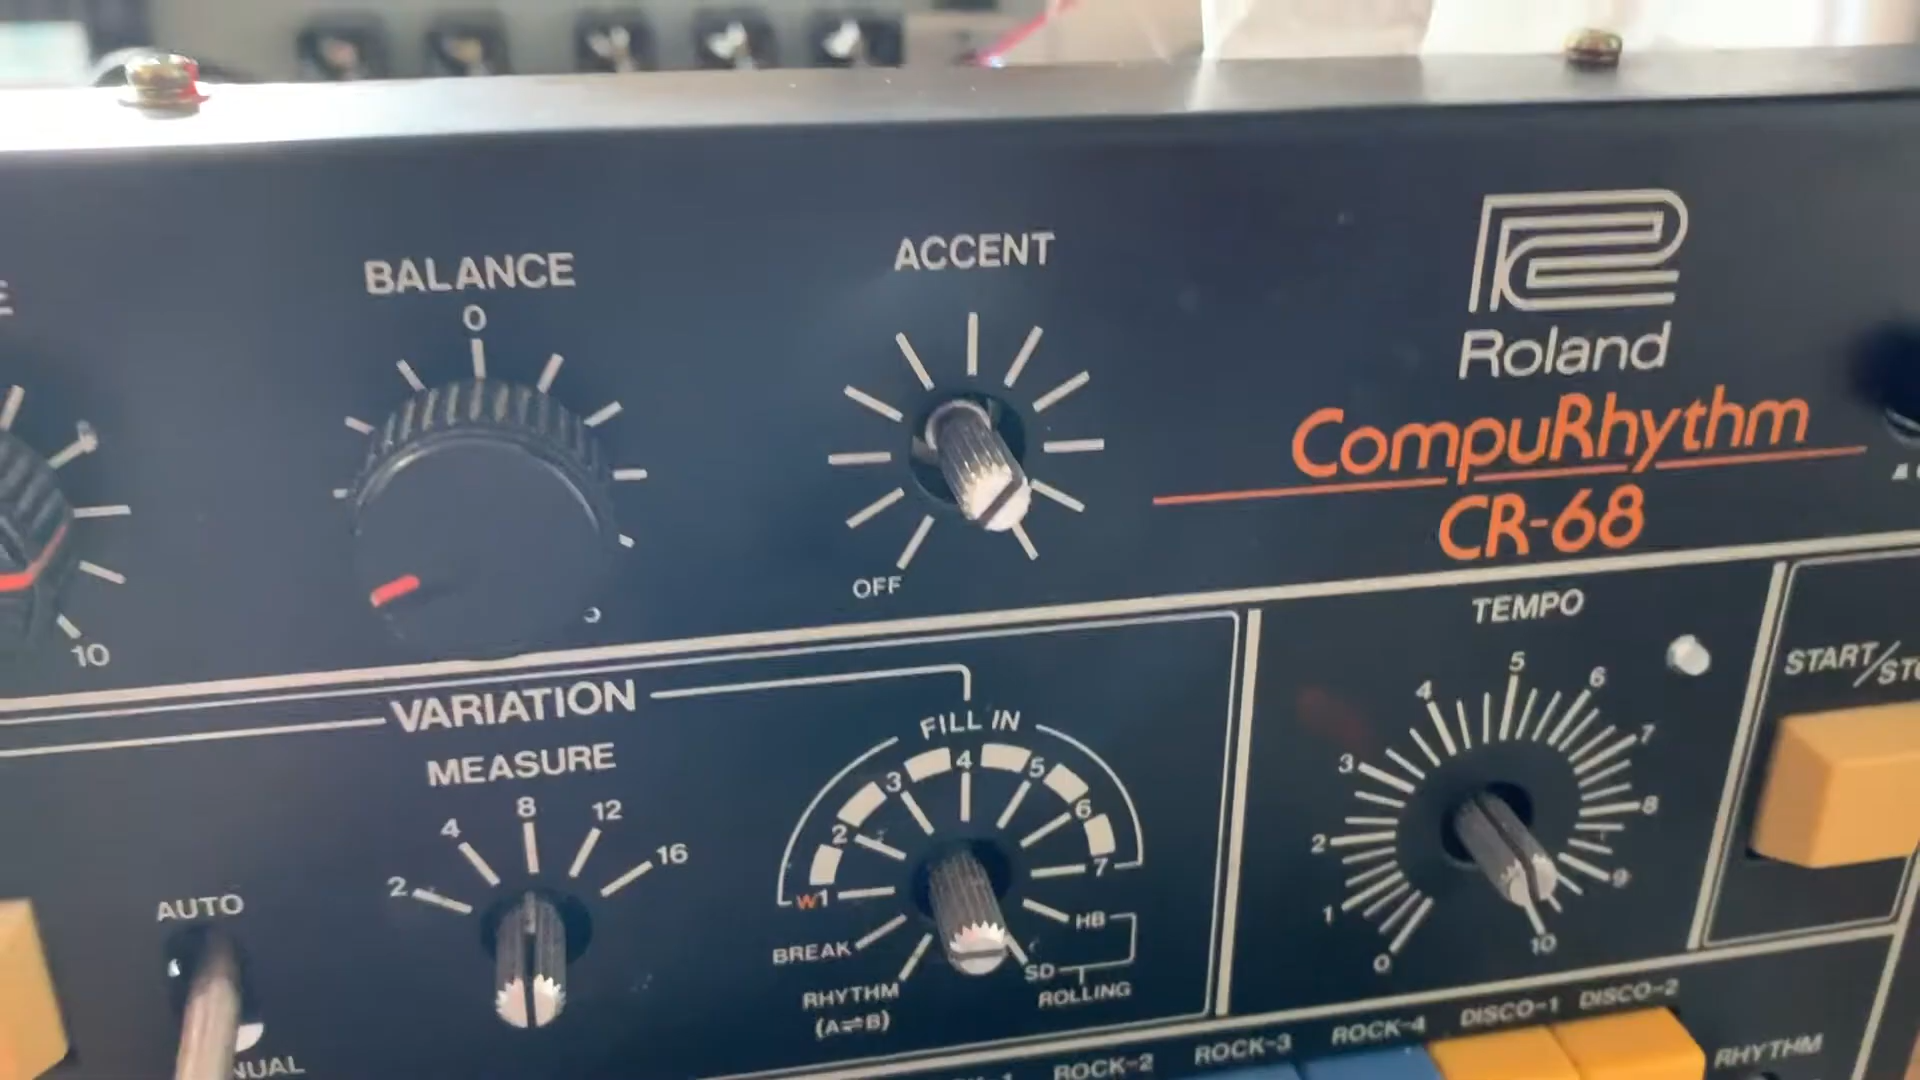 BALANCE
0
ACCENT
OFF
10
Roland
CompuRhythm
CR-68
VARIATION
MEASURE
2
4
8
12
16
AUTO
FILL IN
W1
2
3
4
5
6
7
BREAK
RHYTHM
(A⇌B)
HB
SD
ROLLING
TEMPO
0
1
2
3
4
5
6
7
8
9
10
START/
ROCK-2
ROCK-3
ROCK-4
DISCO-1
DISCO-2
RHYTHM